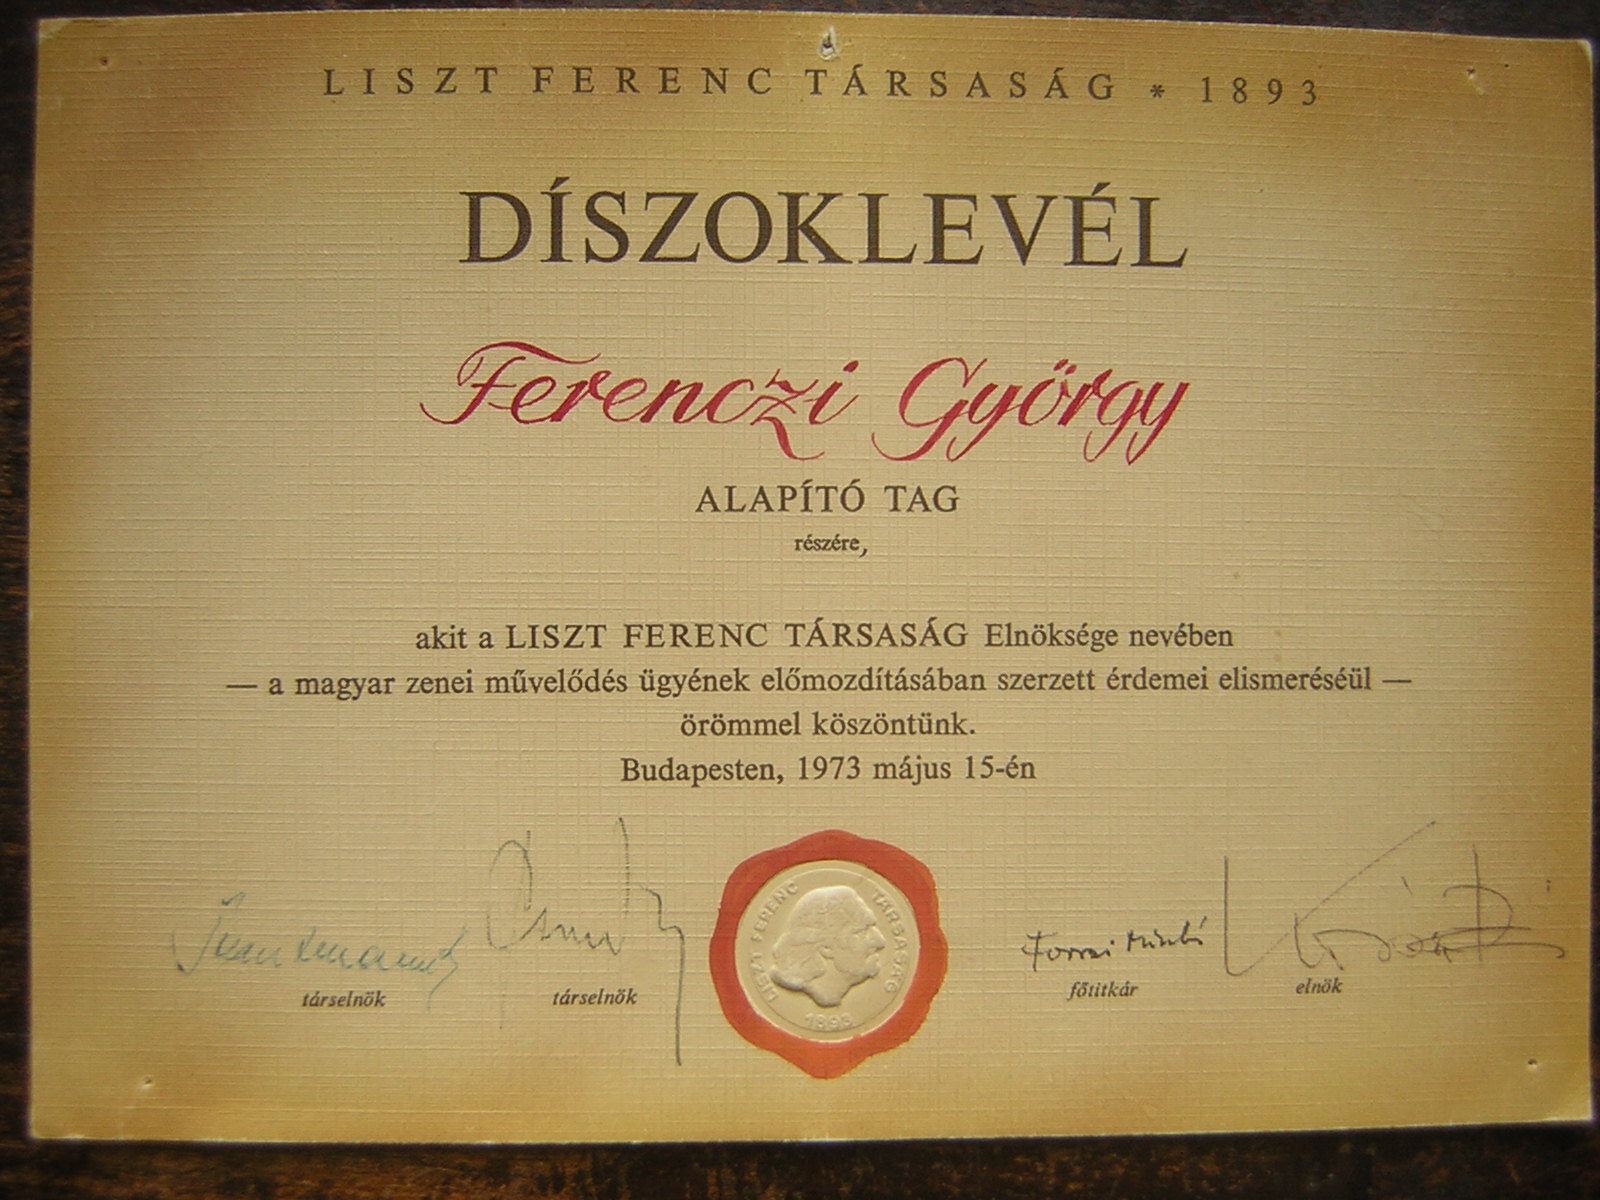 LISZT FERENC TÁRSASÁG * 1893
DÍSZOKLEVÉL
Ferenczi György
ALAPÍTÓ TAG
részére,
akit a LISZT FERENC TÁRSASÁG Elnöksége nevében
— a magyar zenei művelődés ügyének előmozdításában szerzett érdemei elismeréséül —
örömmel köszöntünk.
Budapesten, 1973 május 15-én
LISZT FERENC TÁRSASÁG
1893
Forrai Miklós
társelnök
társelnök
főtitkár
elnök